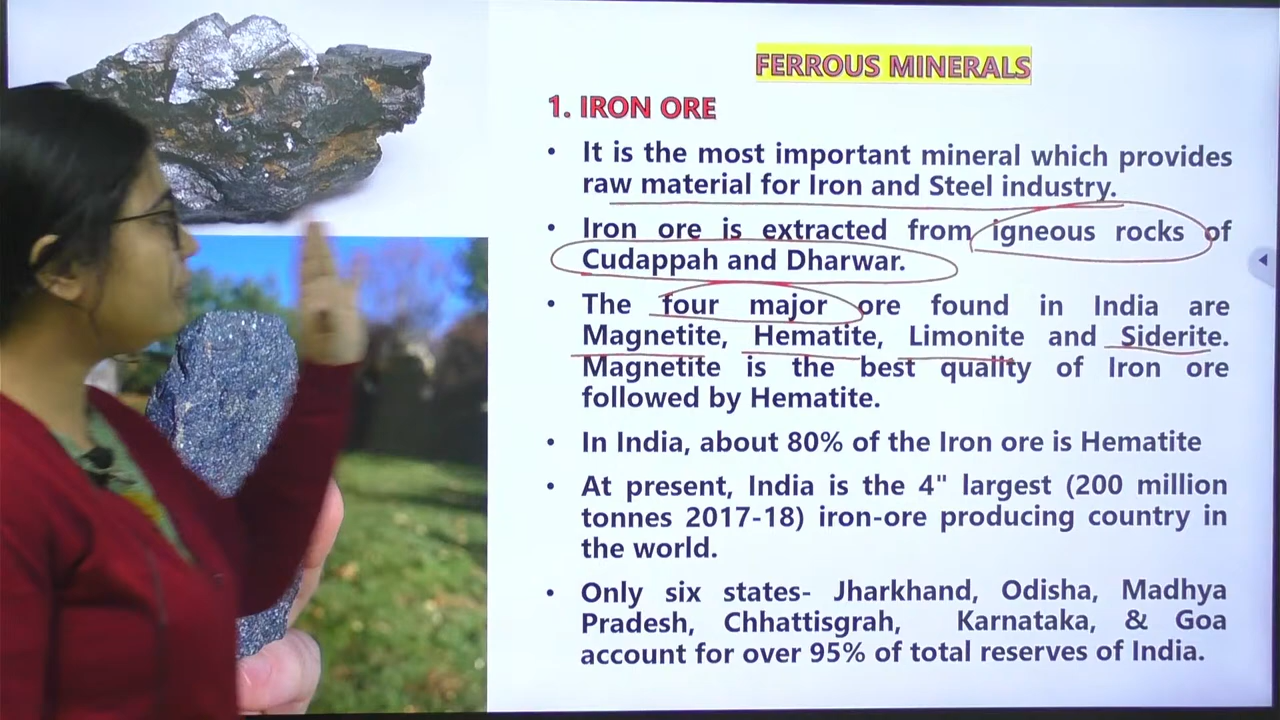 FERROUS MINERALS
1. IRON ORE
• It is the most important mineral which provides
raw material for Iron and Steel industry.
• Iron ore is extracted from igneous rocks of
Cudappah and Dharwar.
• The four major ore found in India are
Magnetite, Hematite, Limonite and Siderite.
Magnetite is the best quality of Iron ore
followed by Hematite.
• In India, about 80% of the Iron ore is Hematite
• At present, India is the 4" largest (200 million
tonnes 2017-18) iron-ore producing country in
the world.
• Only six states- Jharkhand, Odisha, Madhya
Pradesh, Chhattisgrah, Karnataka, & Goa
account for over 95% of total reserves of India.